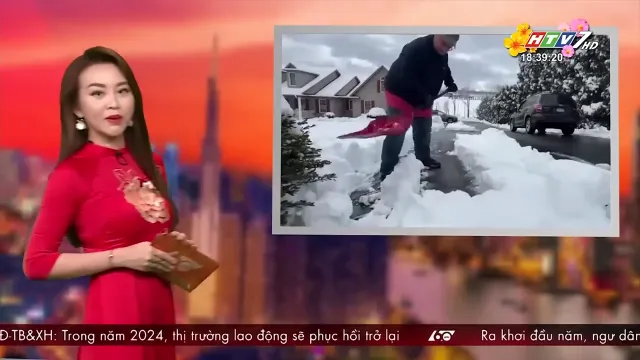 HTV7 HD
18:39:20
Đ-TB&XH: Trong năm 2024, thị trường lao động sẽ phục hồi trở lại
60
Ra khơi đầu năm, ngư dân